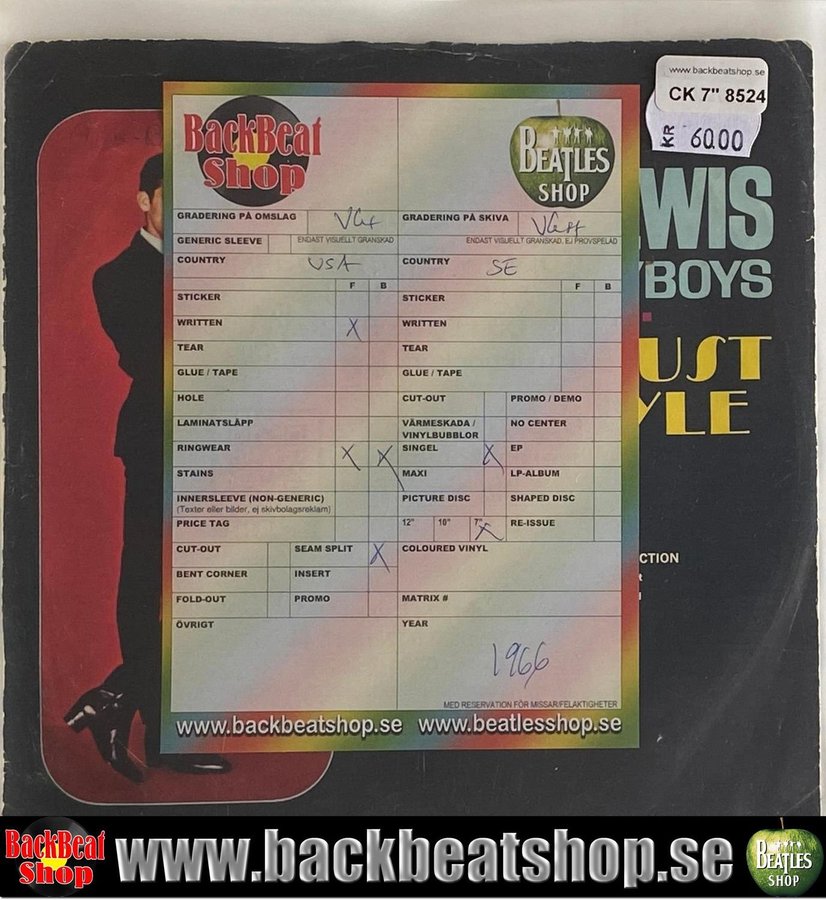 www.backbeatshop.se
CK 7" 8524
KR 60.00
BackBeat
Shop
BEATLES
SHOP
WIS
YBOYS
UST
YLE
CTION
GRADERING PÅ OMSLAG VG+ GRADERING PÅ SKIVA VG++
GENERIC SLEEVE ENDAST VISUELLT GRANSKAD ENDAST VISUELLT GRANSKAD, EJ PROVSPELAD
COUNTRY USA COUNTRY SE
F B F B
STICKER STICKER
WRITTEN X WRITTEN
TEAR TEAR
GLUE / TAPE GLUE / TAPE
HOLE CUT-OUT PROMO / DEMO
LAMINATSLÄPP VÄRMESKADA / NO CENTER
VINYLBUBBLOR
RINGWEAR X X SINGEL X EP
STAINS MAXI LP-ALBUM
INNERSLEEVE (NON-GENERIC) PICTURE DISC SHAPED DISC
(Texter eller bilder, ej skivbolagsreklam)
PRICE TAG 12" 10" 7" X RE-ISSUE
CUT-OUT SEAM SPLIT X COLOURED VINYL
BENT CORNER INSERT
FOLD-OUT PROMO MATRIX #
ÖVRIGT YEAR
1966
MED RESERVATION FÖR MISSAR/FELAKTIGHETER
www.backbeatshop.se www.beatlesshop.se
BackBeat
Shop
www.backbeatshop.se
BEATLES
SHOP